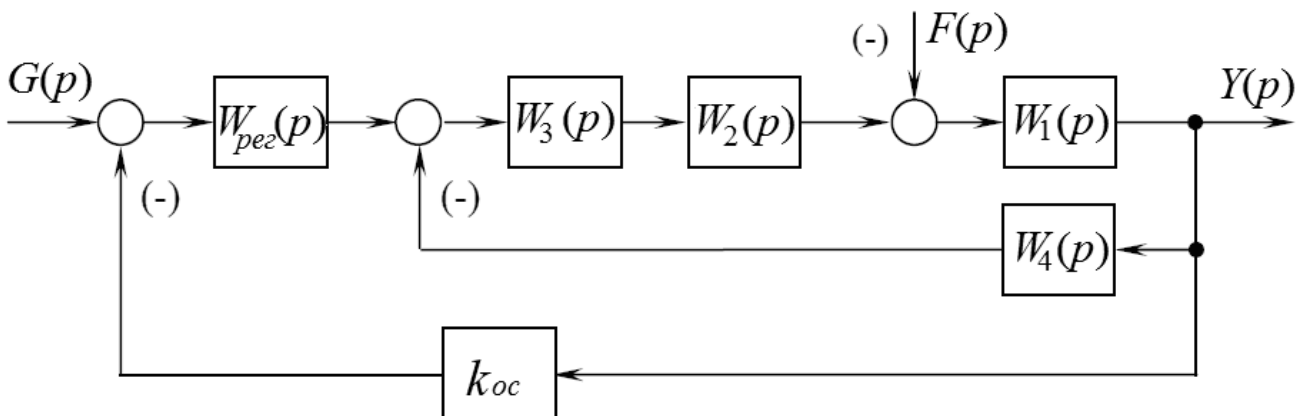 (-) F(p)
G(p) Y(p)
W_рег(p) W_3(p) W_2(p) W_1(p)
(-) (-)
W_4(p)
k_ос